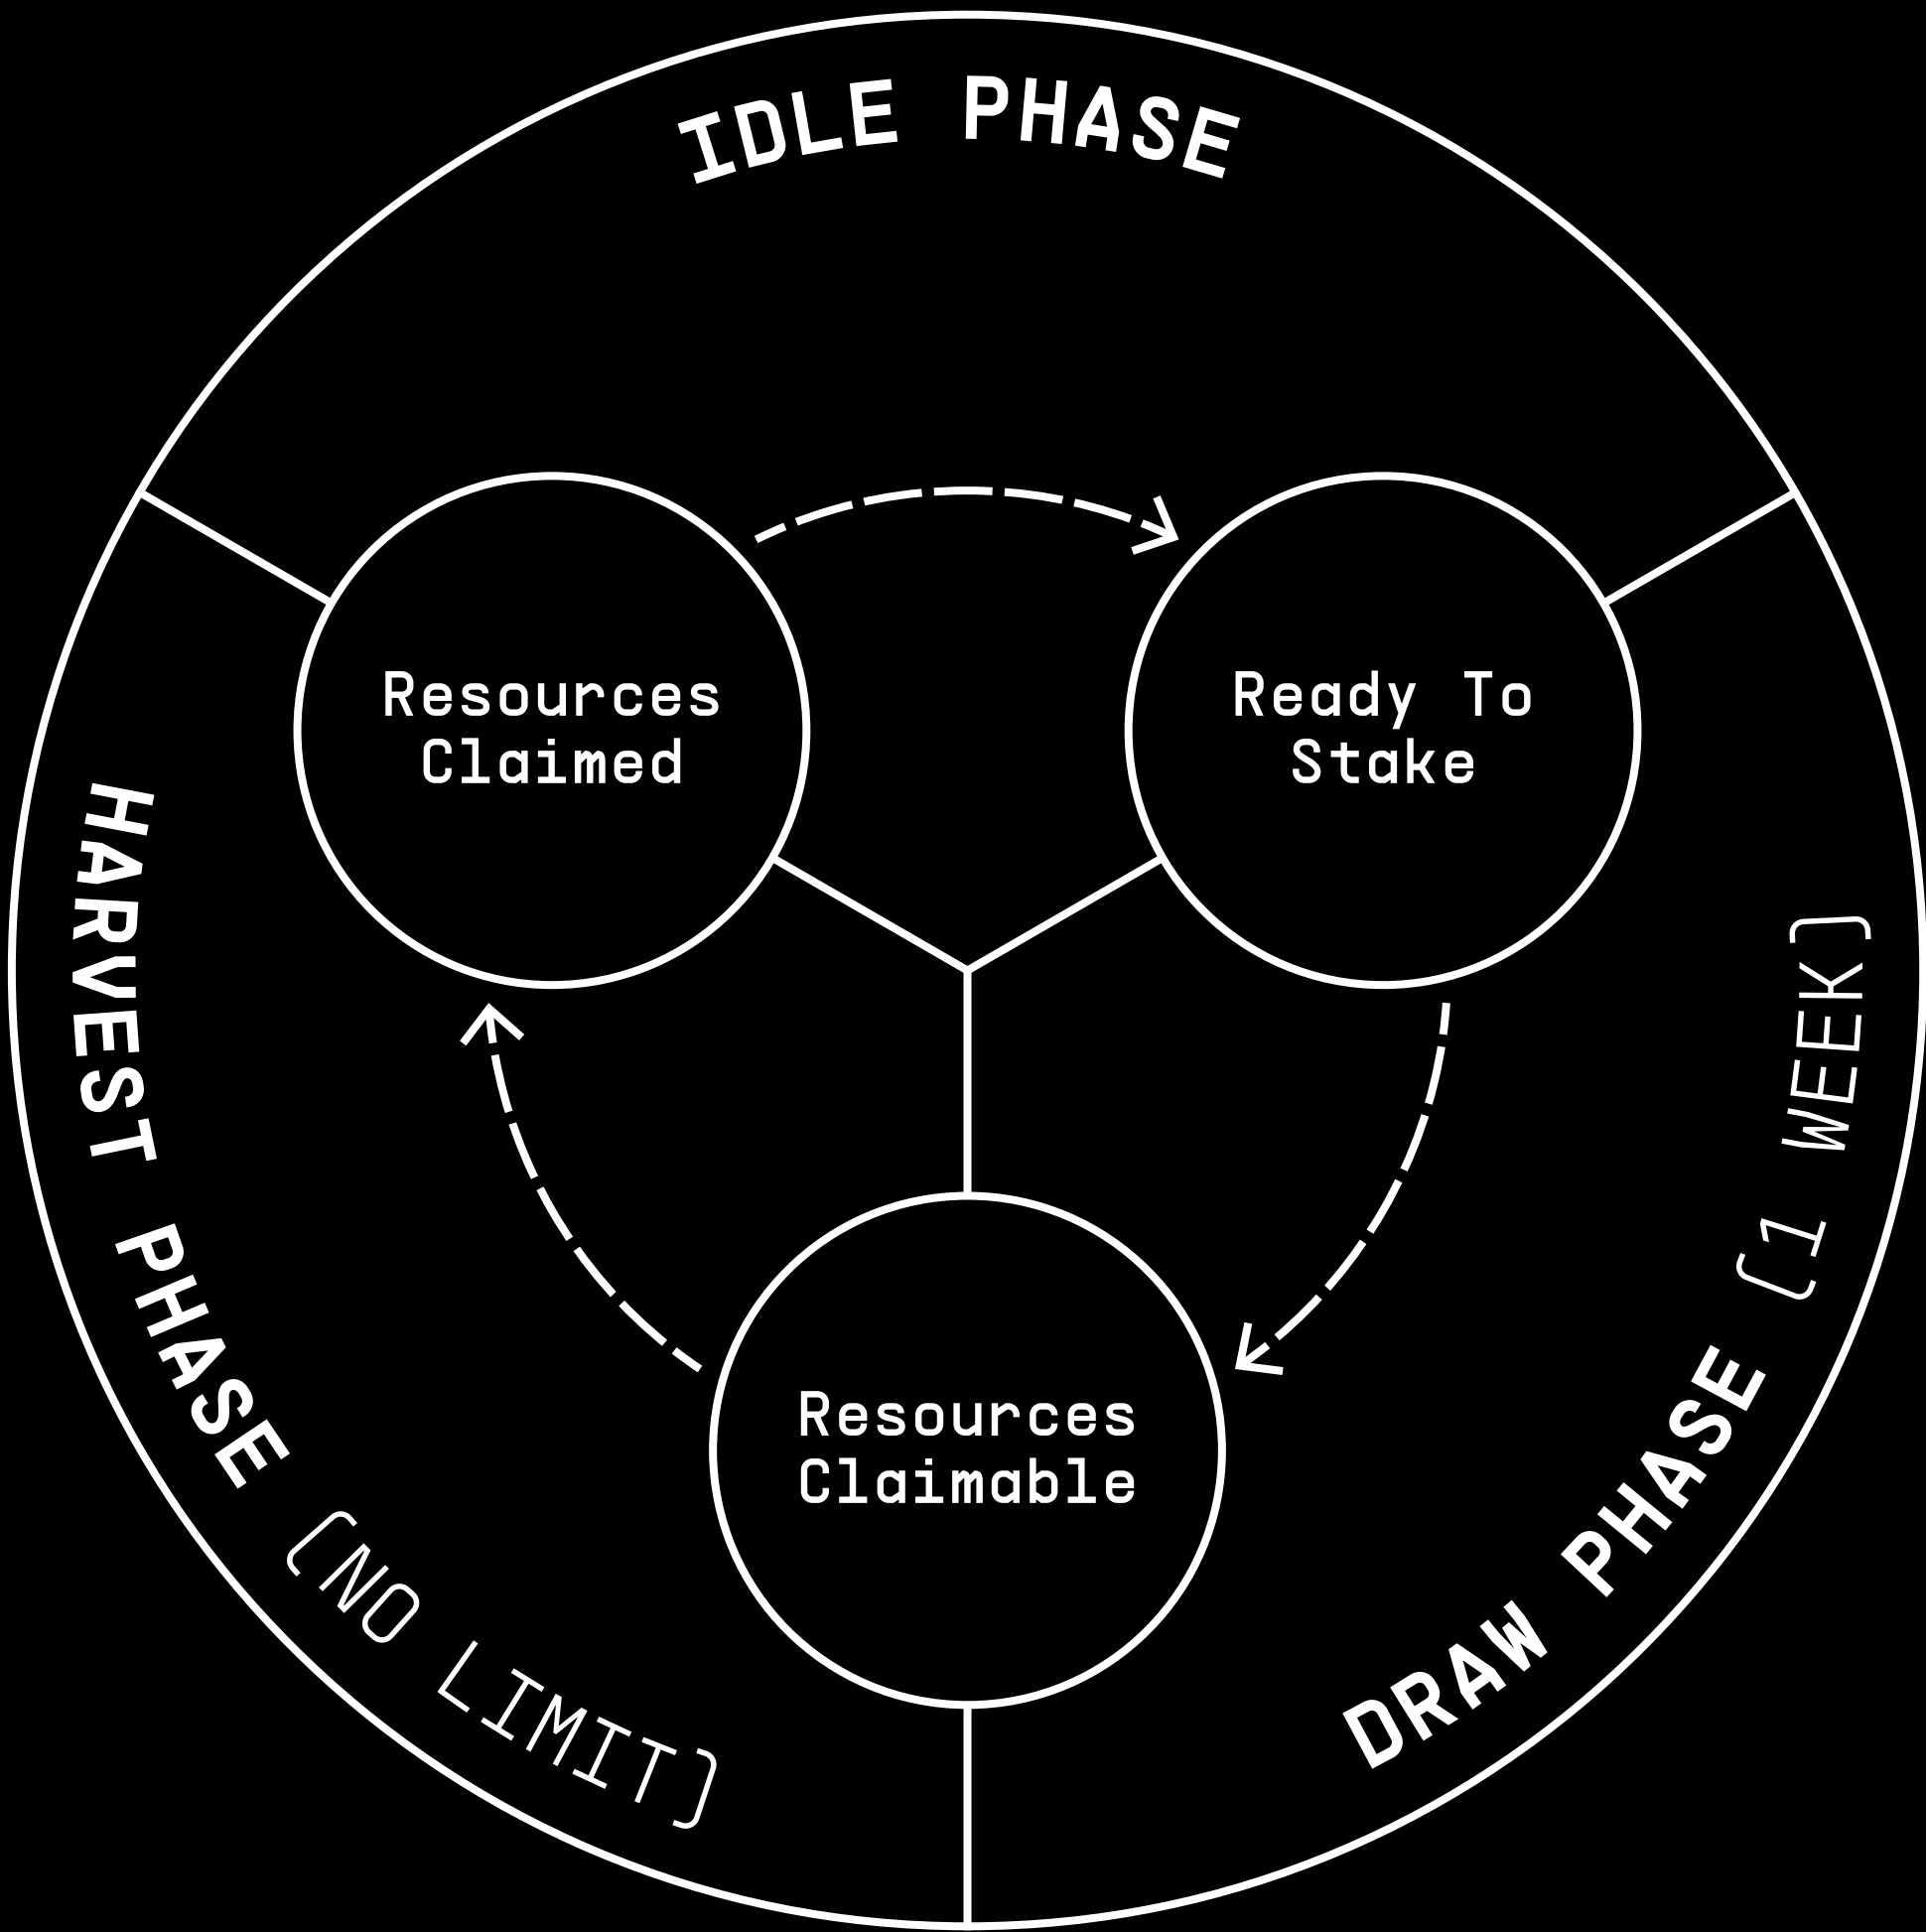 IDLE PHASE
Resources
Claimed
Ready To
Stake
HARVEST PHASE (NO LIMIT)
DRAW PHASE (1 WEEK)
Resources
Claimable